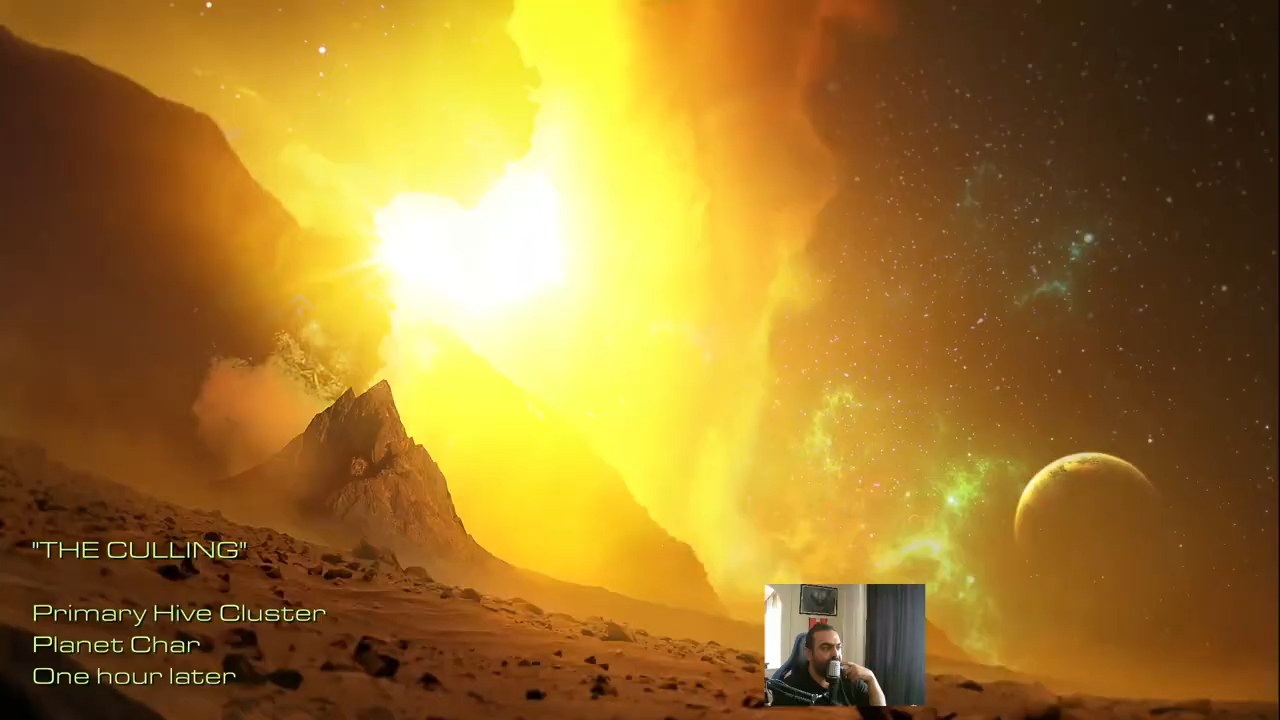 "THE CULLING"
Primary Hive Cluster
Planet Char
One hour later